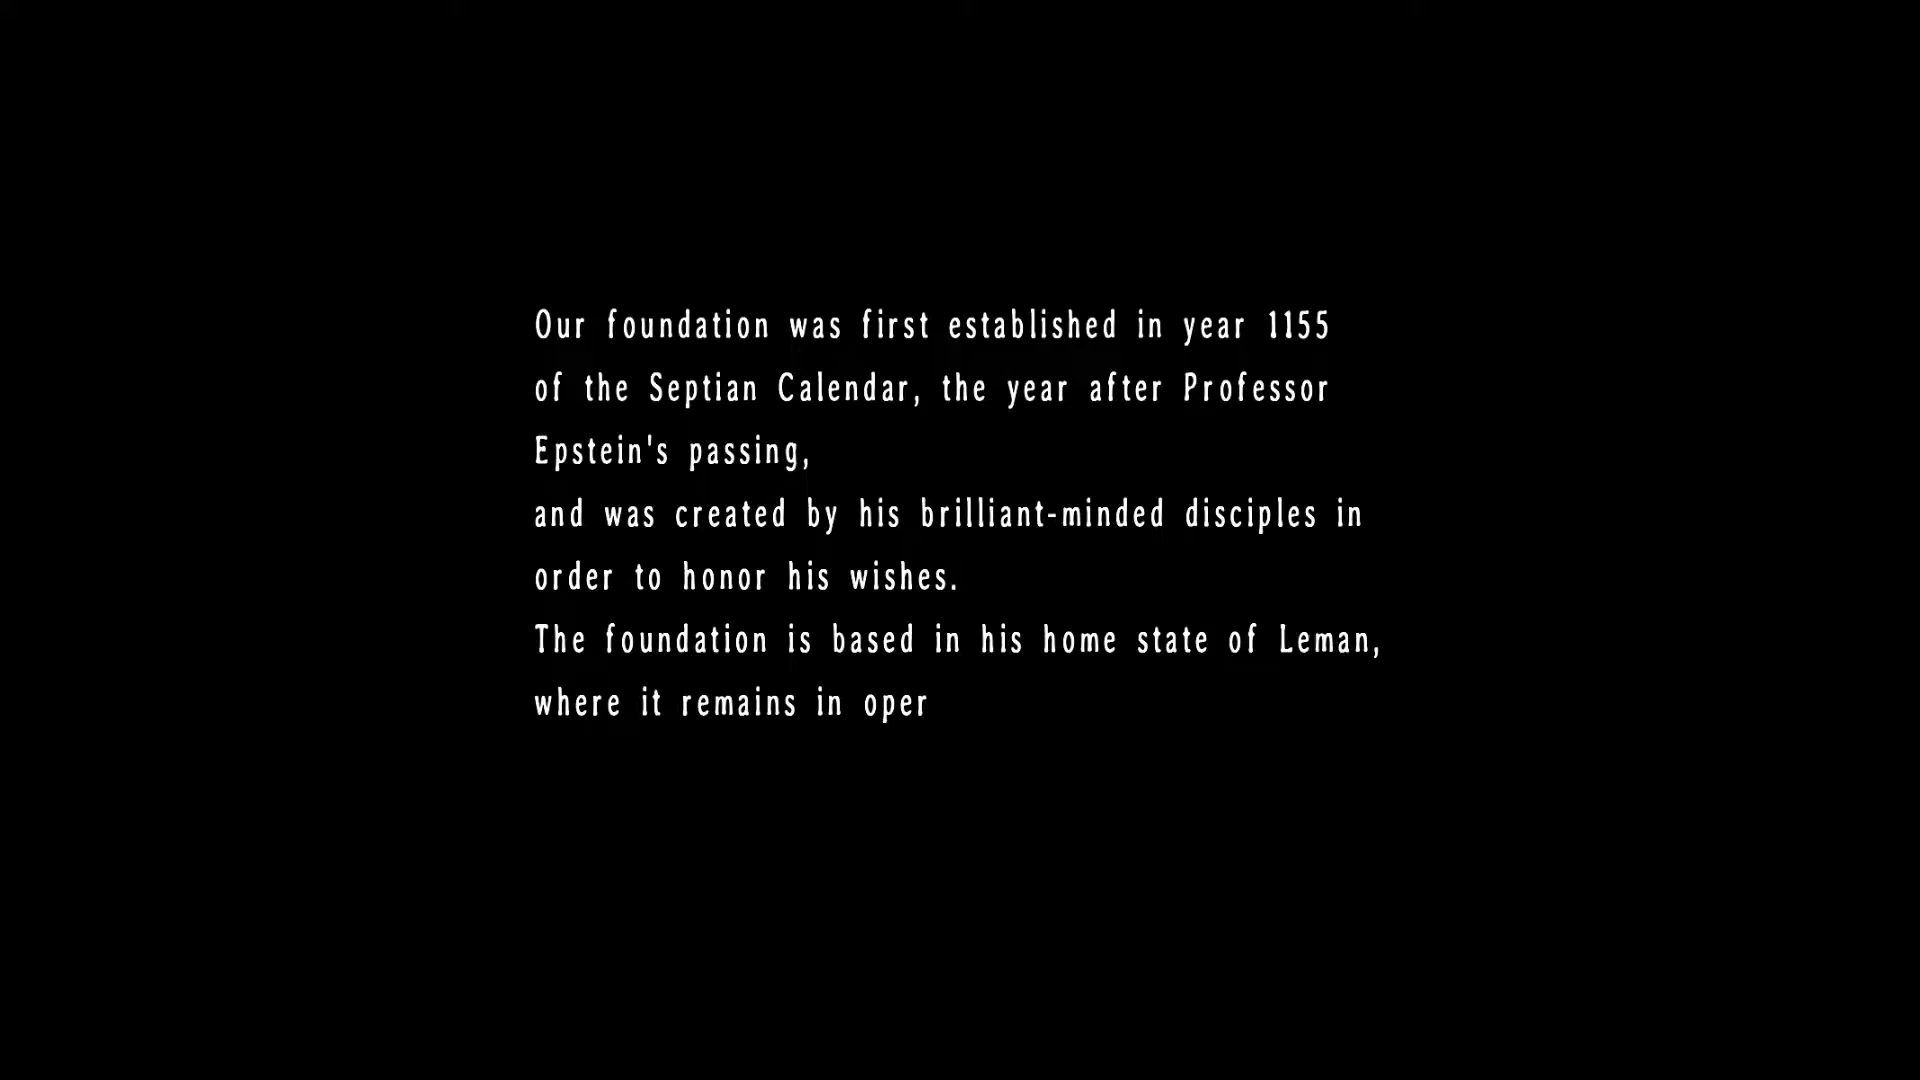 Our foundation was first established in year 1155
of the Septian Calendar, the year after Professor
Epstein's passing,
and was created by his brilliant-minded disciples in
order to honor his wishes.
The foundation is based in his home state of Leman,
where it remains in oper